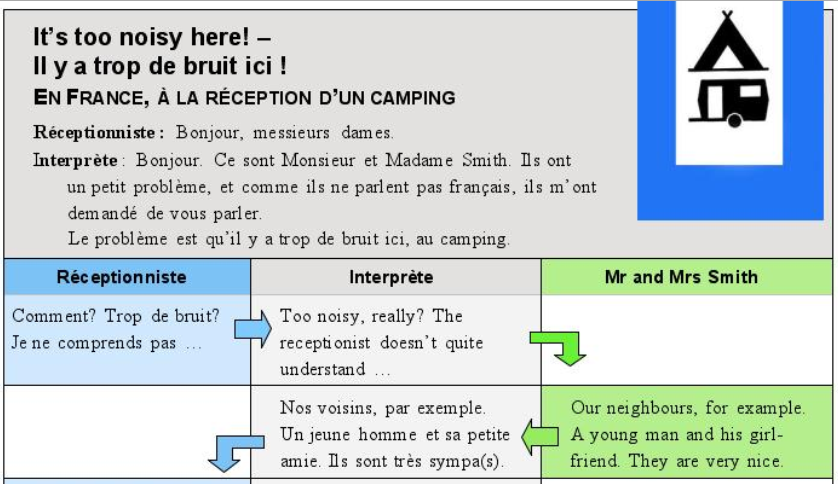 It's too noisy here! –
Il y a trop de bruit ici !
EN FRANCE, À LA RÉCEPTION D'UN CAMPING
Réceptionniste : Bonjour, messieurs dames.
Interprète : Bonjour. Ce sont Monsieur et Madame Smith. Ils ont
un petit problème, et comme ils ne parlent pas français, ils m'ont
demandé de vous parler.
Le problème est qu'il y a trop de bruit ici, au camping.
Réceptionniste
Interprète
Mr and Mrs Smith
Comment? Trop de bruit?
Je ne comprends pas …
Too noisy, really? The
receptionist doesn't quite
understand …
Nos voisins, par exemple.
Un jeune homme et sa petite
amie. Ils sont très sympa(s).
Our neighbours, for example.
A young man and his girl-
friend. They are very nice.